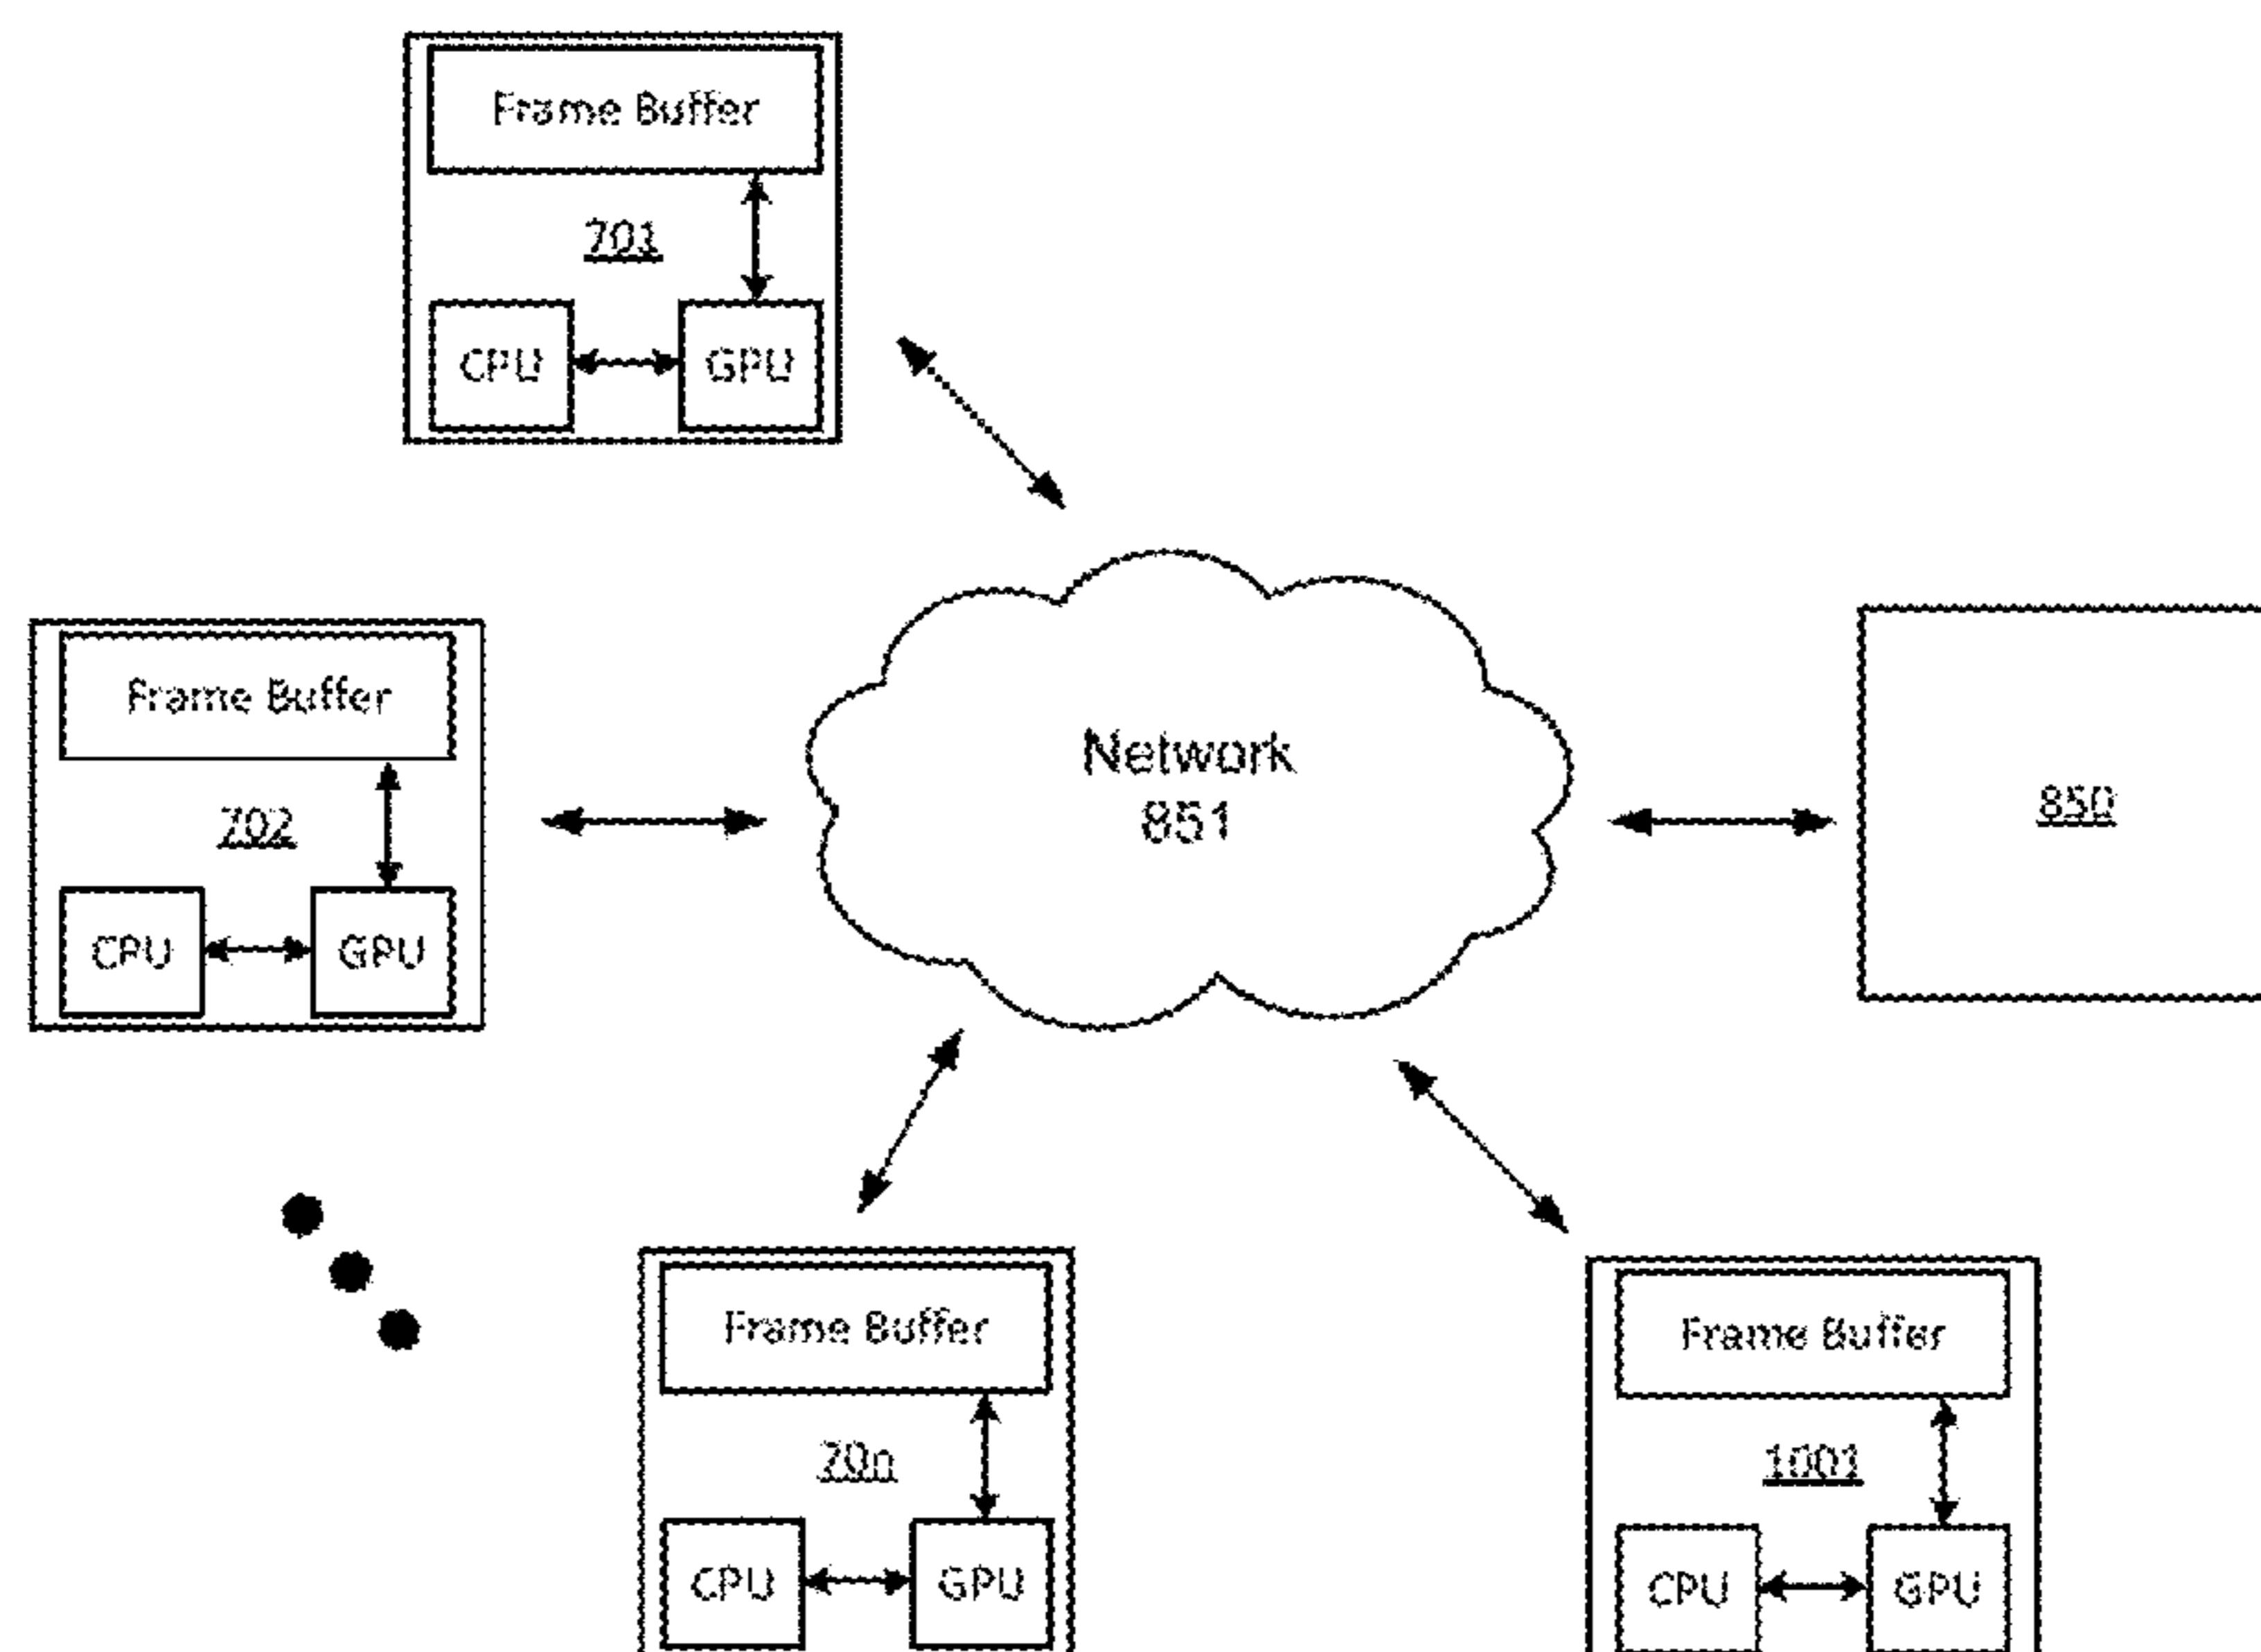 Frame Buffer
701
CPU
GPU
Frame Buffer
702
CPU
GPU
Network
851
850
Frame Buffer
70n
CPU
GPU
Frame Buffer
1001
CPU
GPU